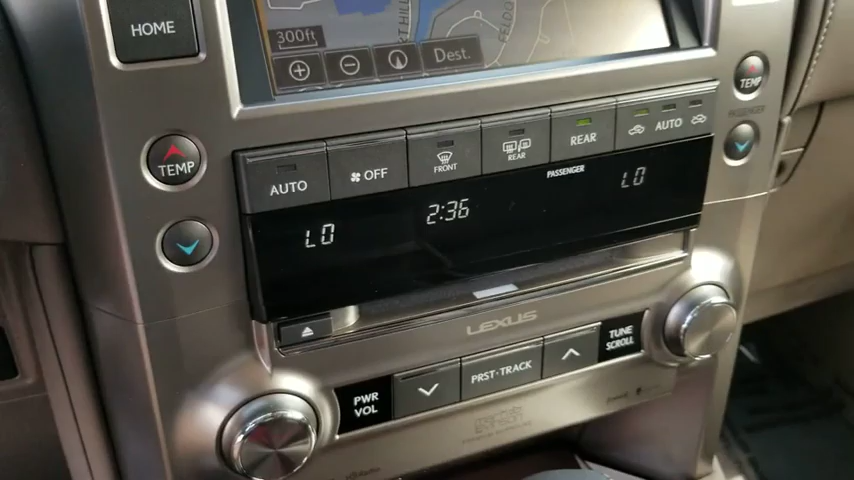 HOME
300ft
Dest.
TEMP
TEMP
PASSENGER
AUTO
OFF
FRONT
REAR
REAR
AUTO
PASSENGER
LO
2:36
LO
LEXUS
PWR
VOL
PRST·TRACK
TUNE
SCROLL